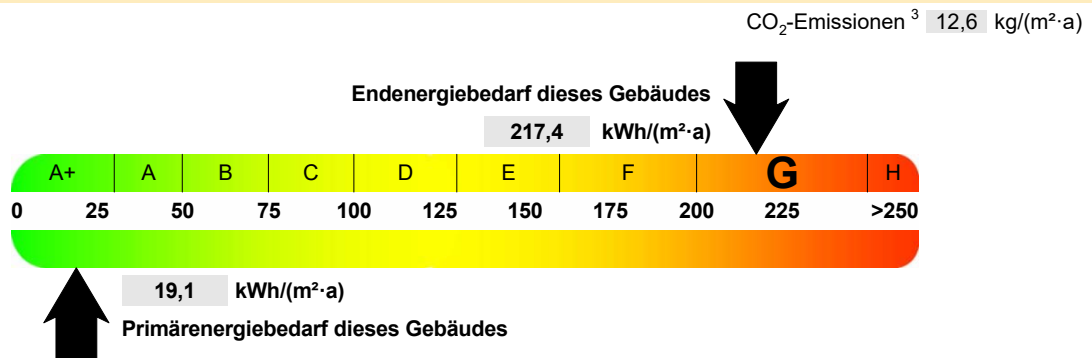 CO₂-Emissionen ³ 12,6 kg/(m²·a)
Endenergiebedarf dieses Gebäudes
217,4 kWh/(m²·a)
A+ A B C D E F G H
0 25 50 75 100 125 150 175 200 225 >250
19,1 kWh/(m²·a)
Primärenergiebedarf dieses Gebäudes